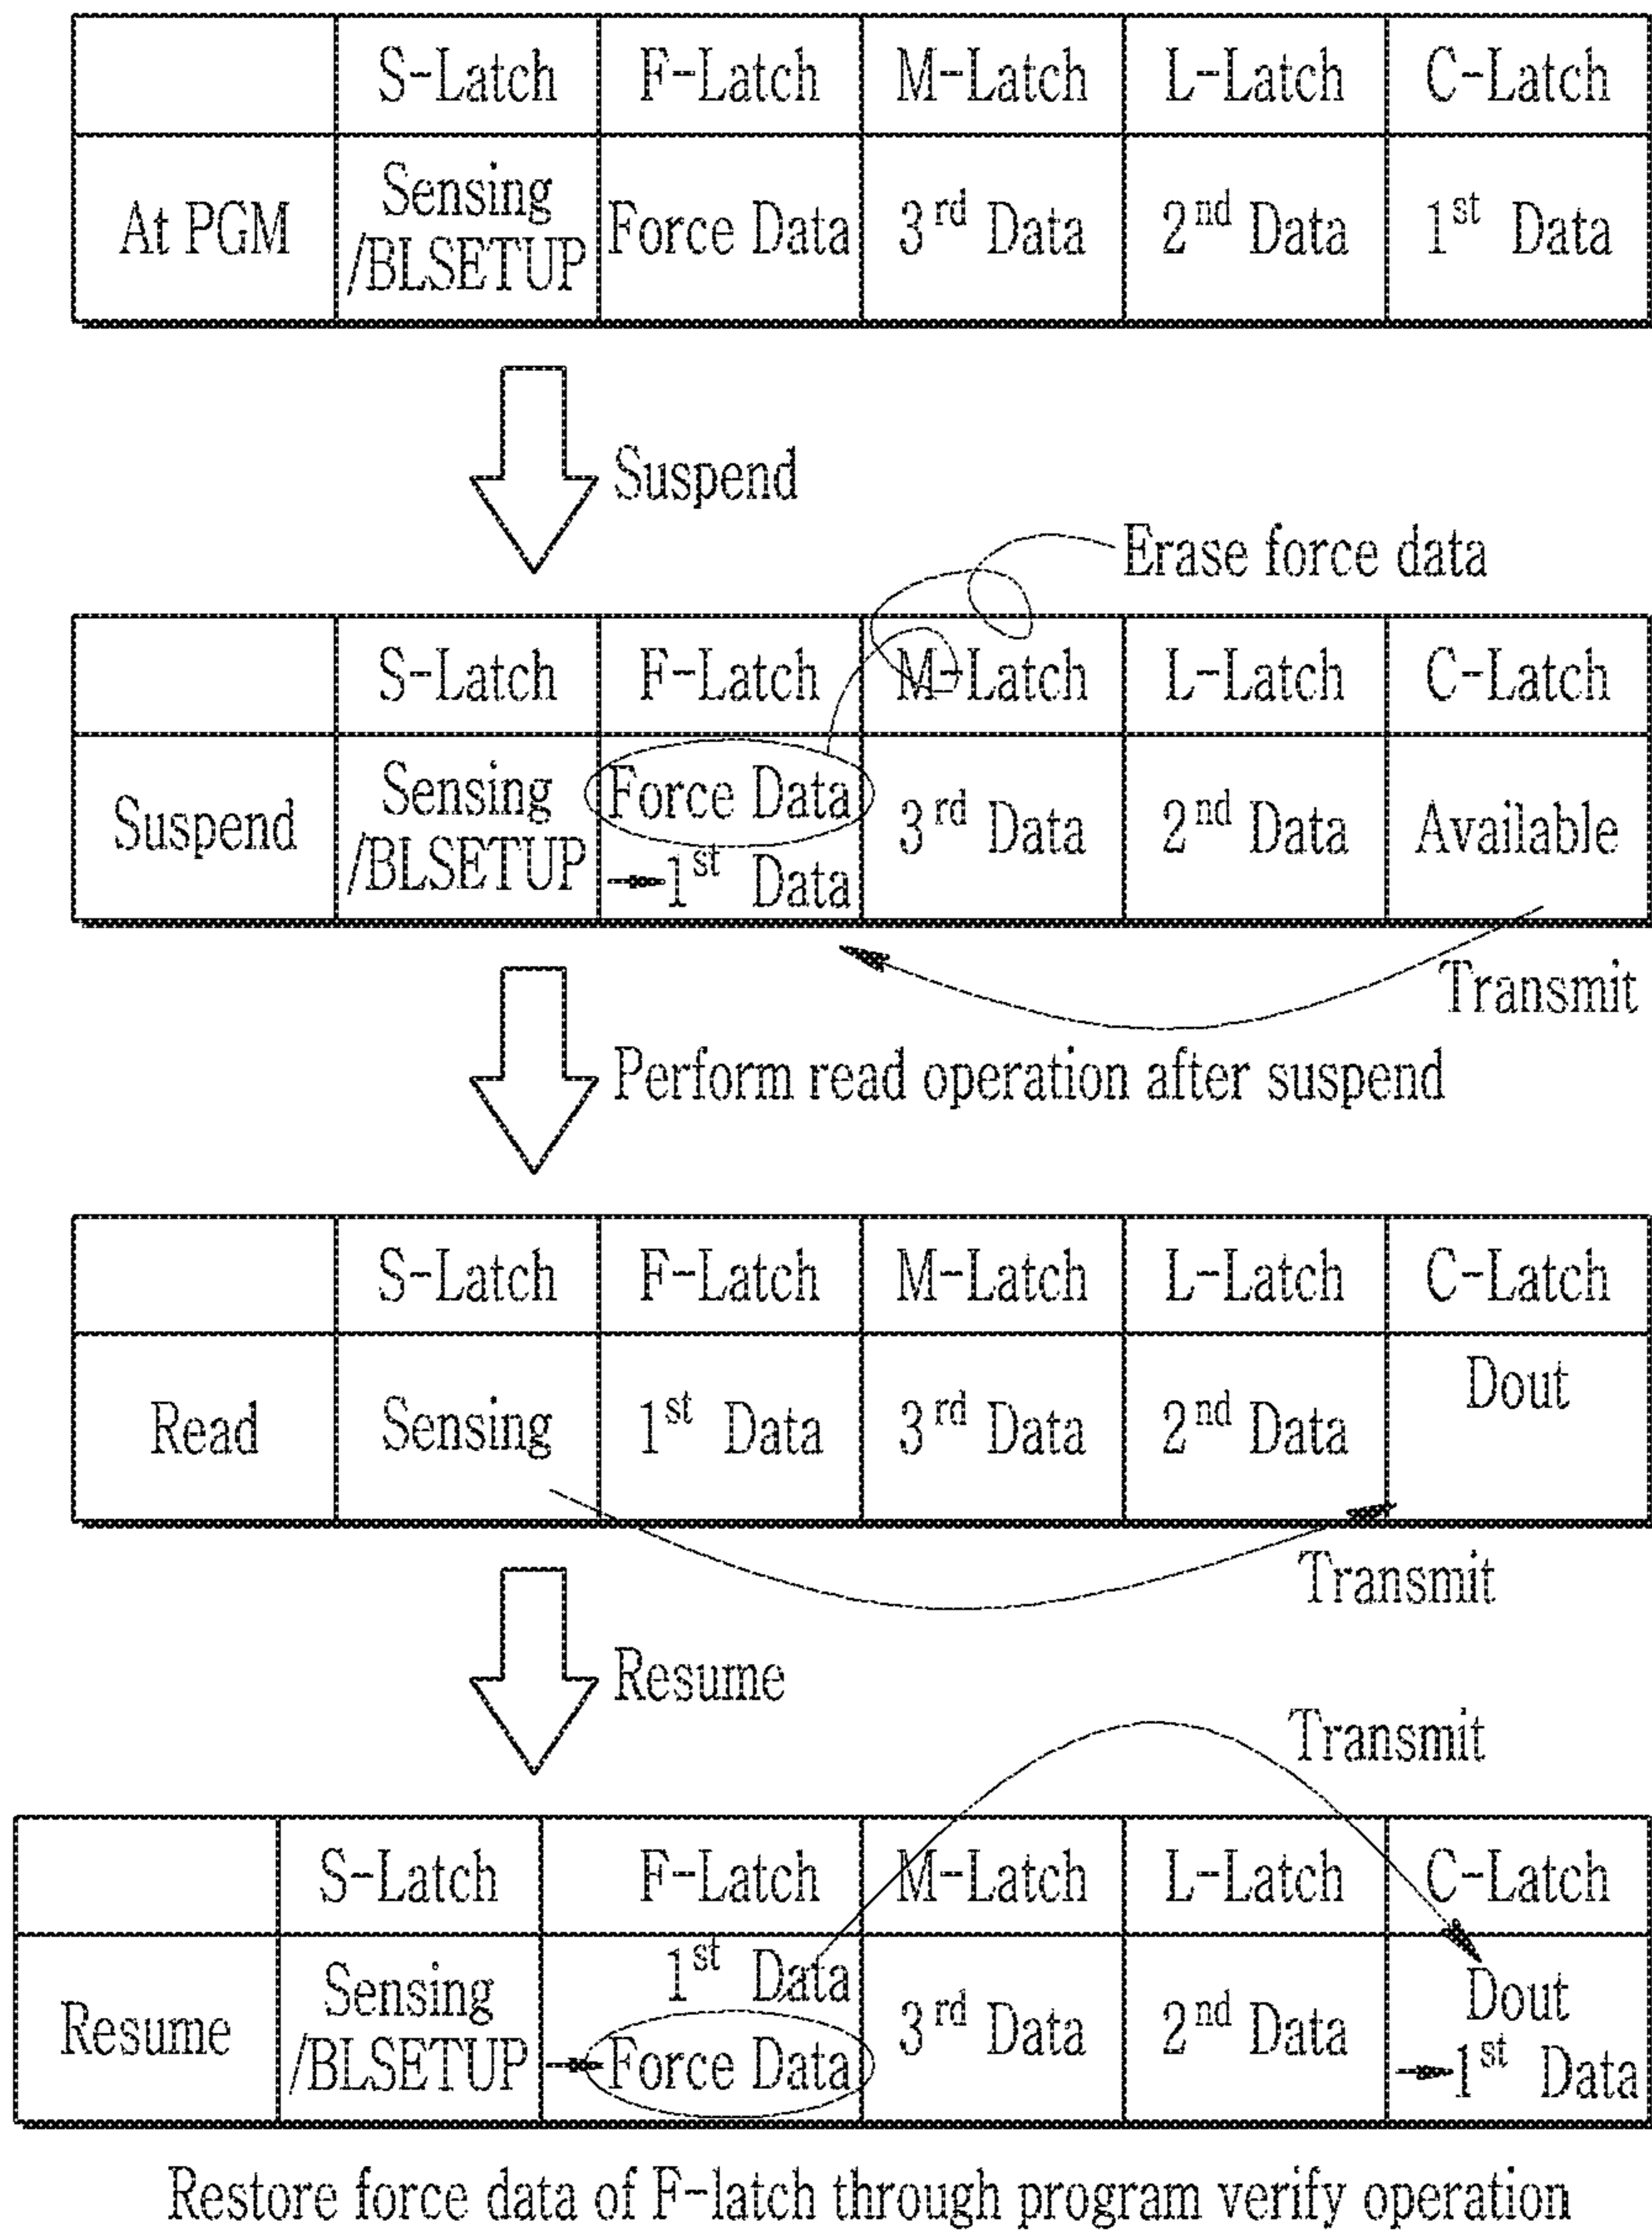 S-Latch F-Latch M-Latch L-Latch C-Latch
At PGM Sensing /BLSETUP Force Data 3rd Data 2nd Data 1st Data
Suspend
Erase force data
S-Latch F-Latch M-Latch L-Latch C-Latch
Suspend Sensing /BLSETUP Force Data → 1st Data 3rd Data 2nd Data Available
Transmit
Perform read operation after suspend
S-Latch F-Latch M-Latch L-Latch C-Latch
Read Sensing 1st Data 3rd Data 2nd Data Dout
Transmit
Resume
Transmit
S-Latch F-Latch M-Latch L-Latch C-Latch
Resume Sensing /BLSETUP 1st Data → Force Data 3rd Data 2nd Data Dout → 1st Data
Restore force data of F-latch through program verify operation